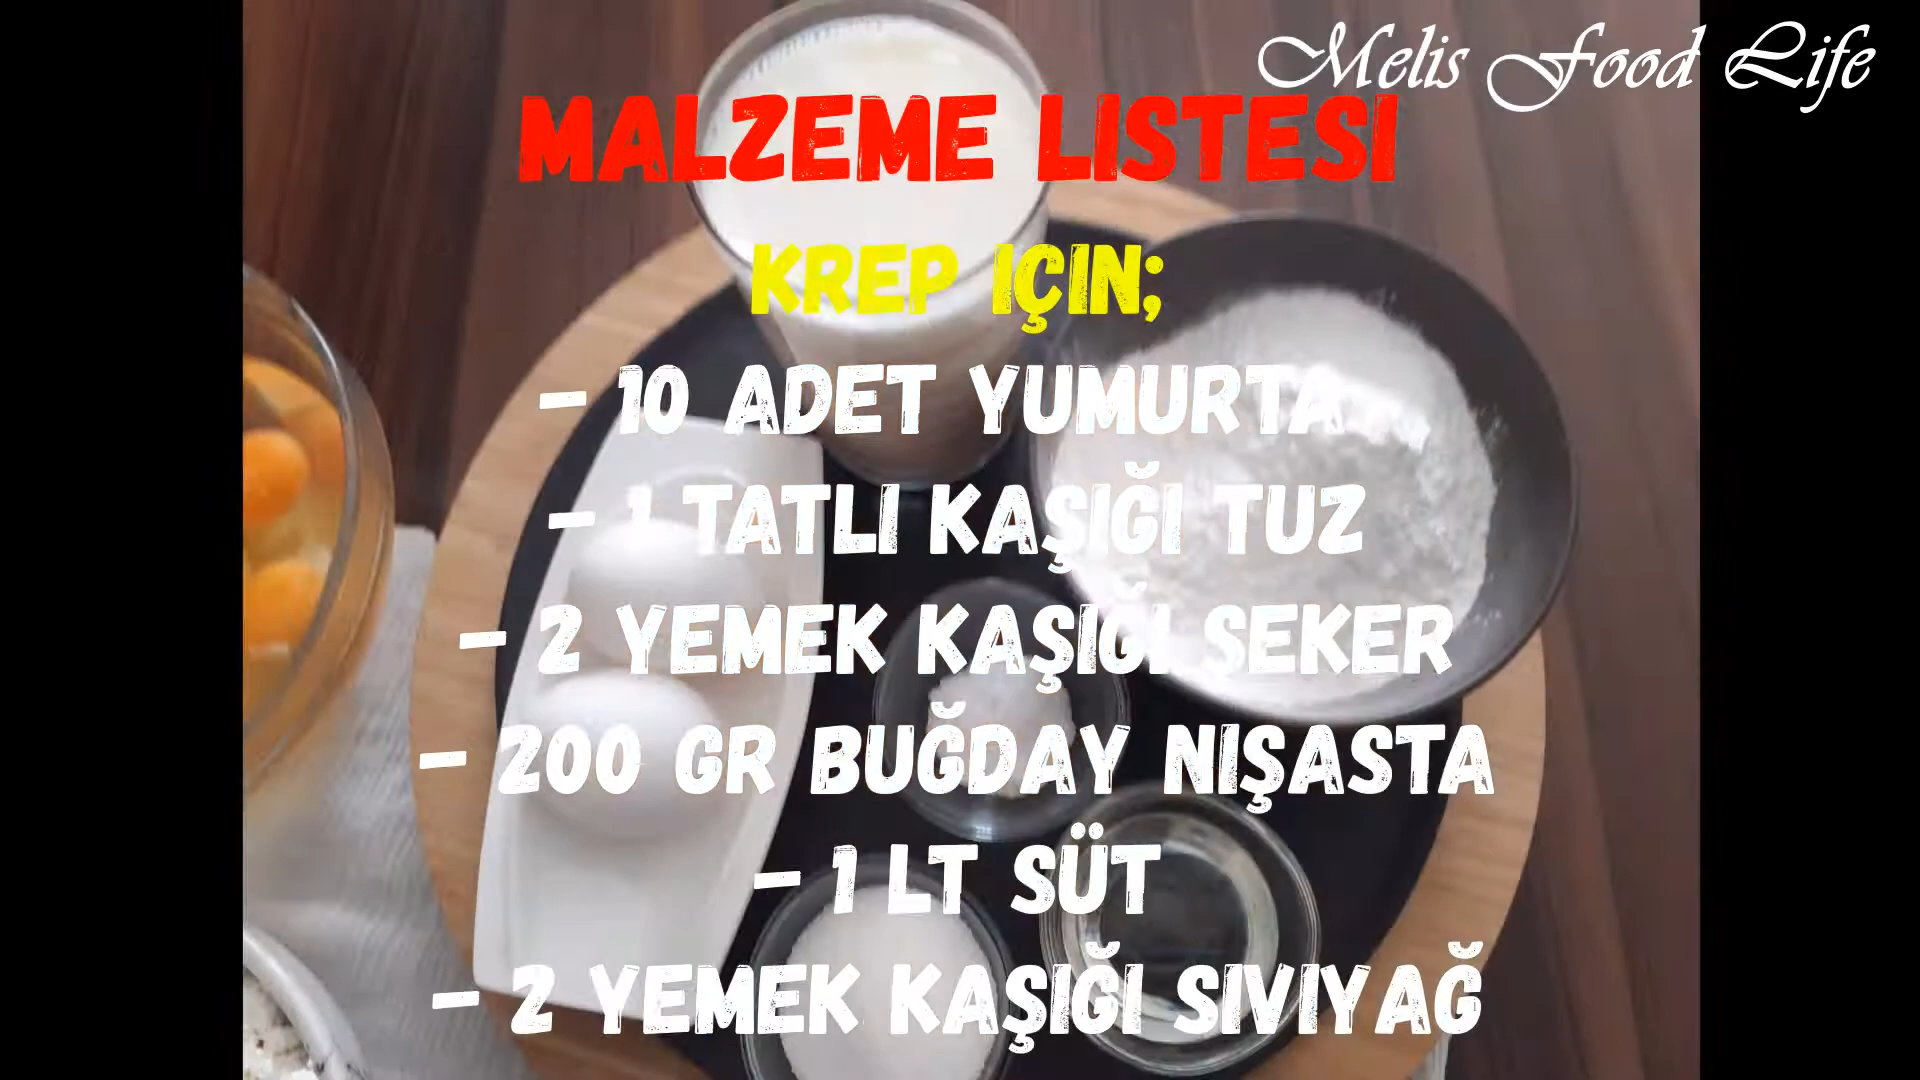 Melis Food Life
MALZEME LISTESI
KREP IÇIN;
- 10 ADET YUMURTA
- 1 TATLI KAŞIĞI TUZ
- 2 YEMEK KAŞIĞI SEKER
- 200 GR BUĞDAY NIŞASTA
- 1 LT SÜT
- 2 YEMEK KAŞIĞI SIVIYAĞ